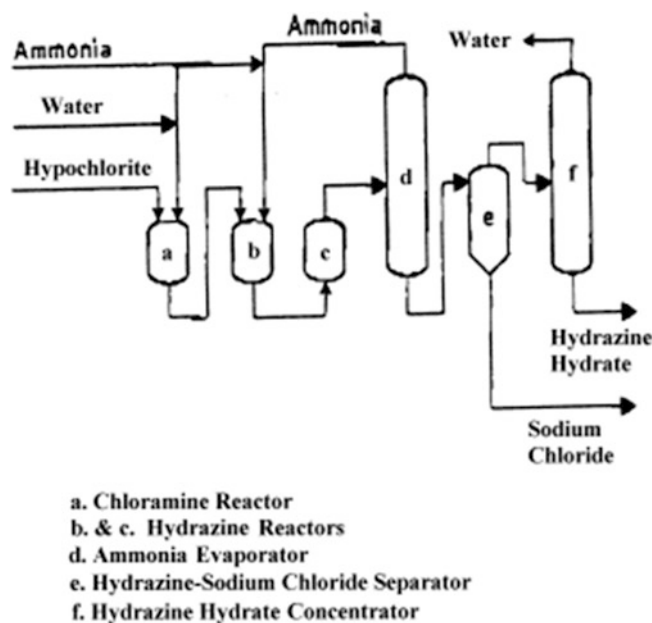 Ammonia
Water
Ammonia
Water
Hypochlorite
a
b
c
d
e
f
Hydrazine
Hydrate
Sodium
Chloride
a. Chloramine Reactor
b. & c. Hydrazine Reactors
d. Ammonia Evaporator
e. Hydrazine-Sodium Chloride Separator
f. Hydrazine Hydrate Concentrator